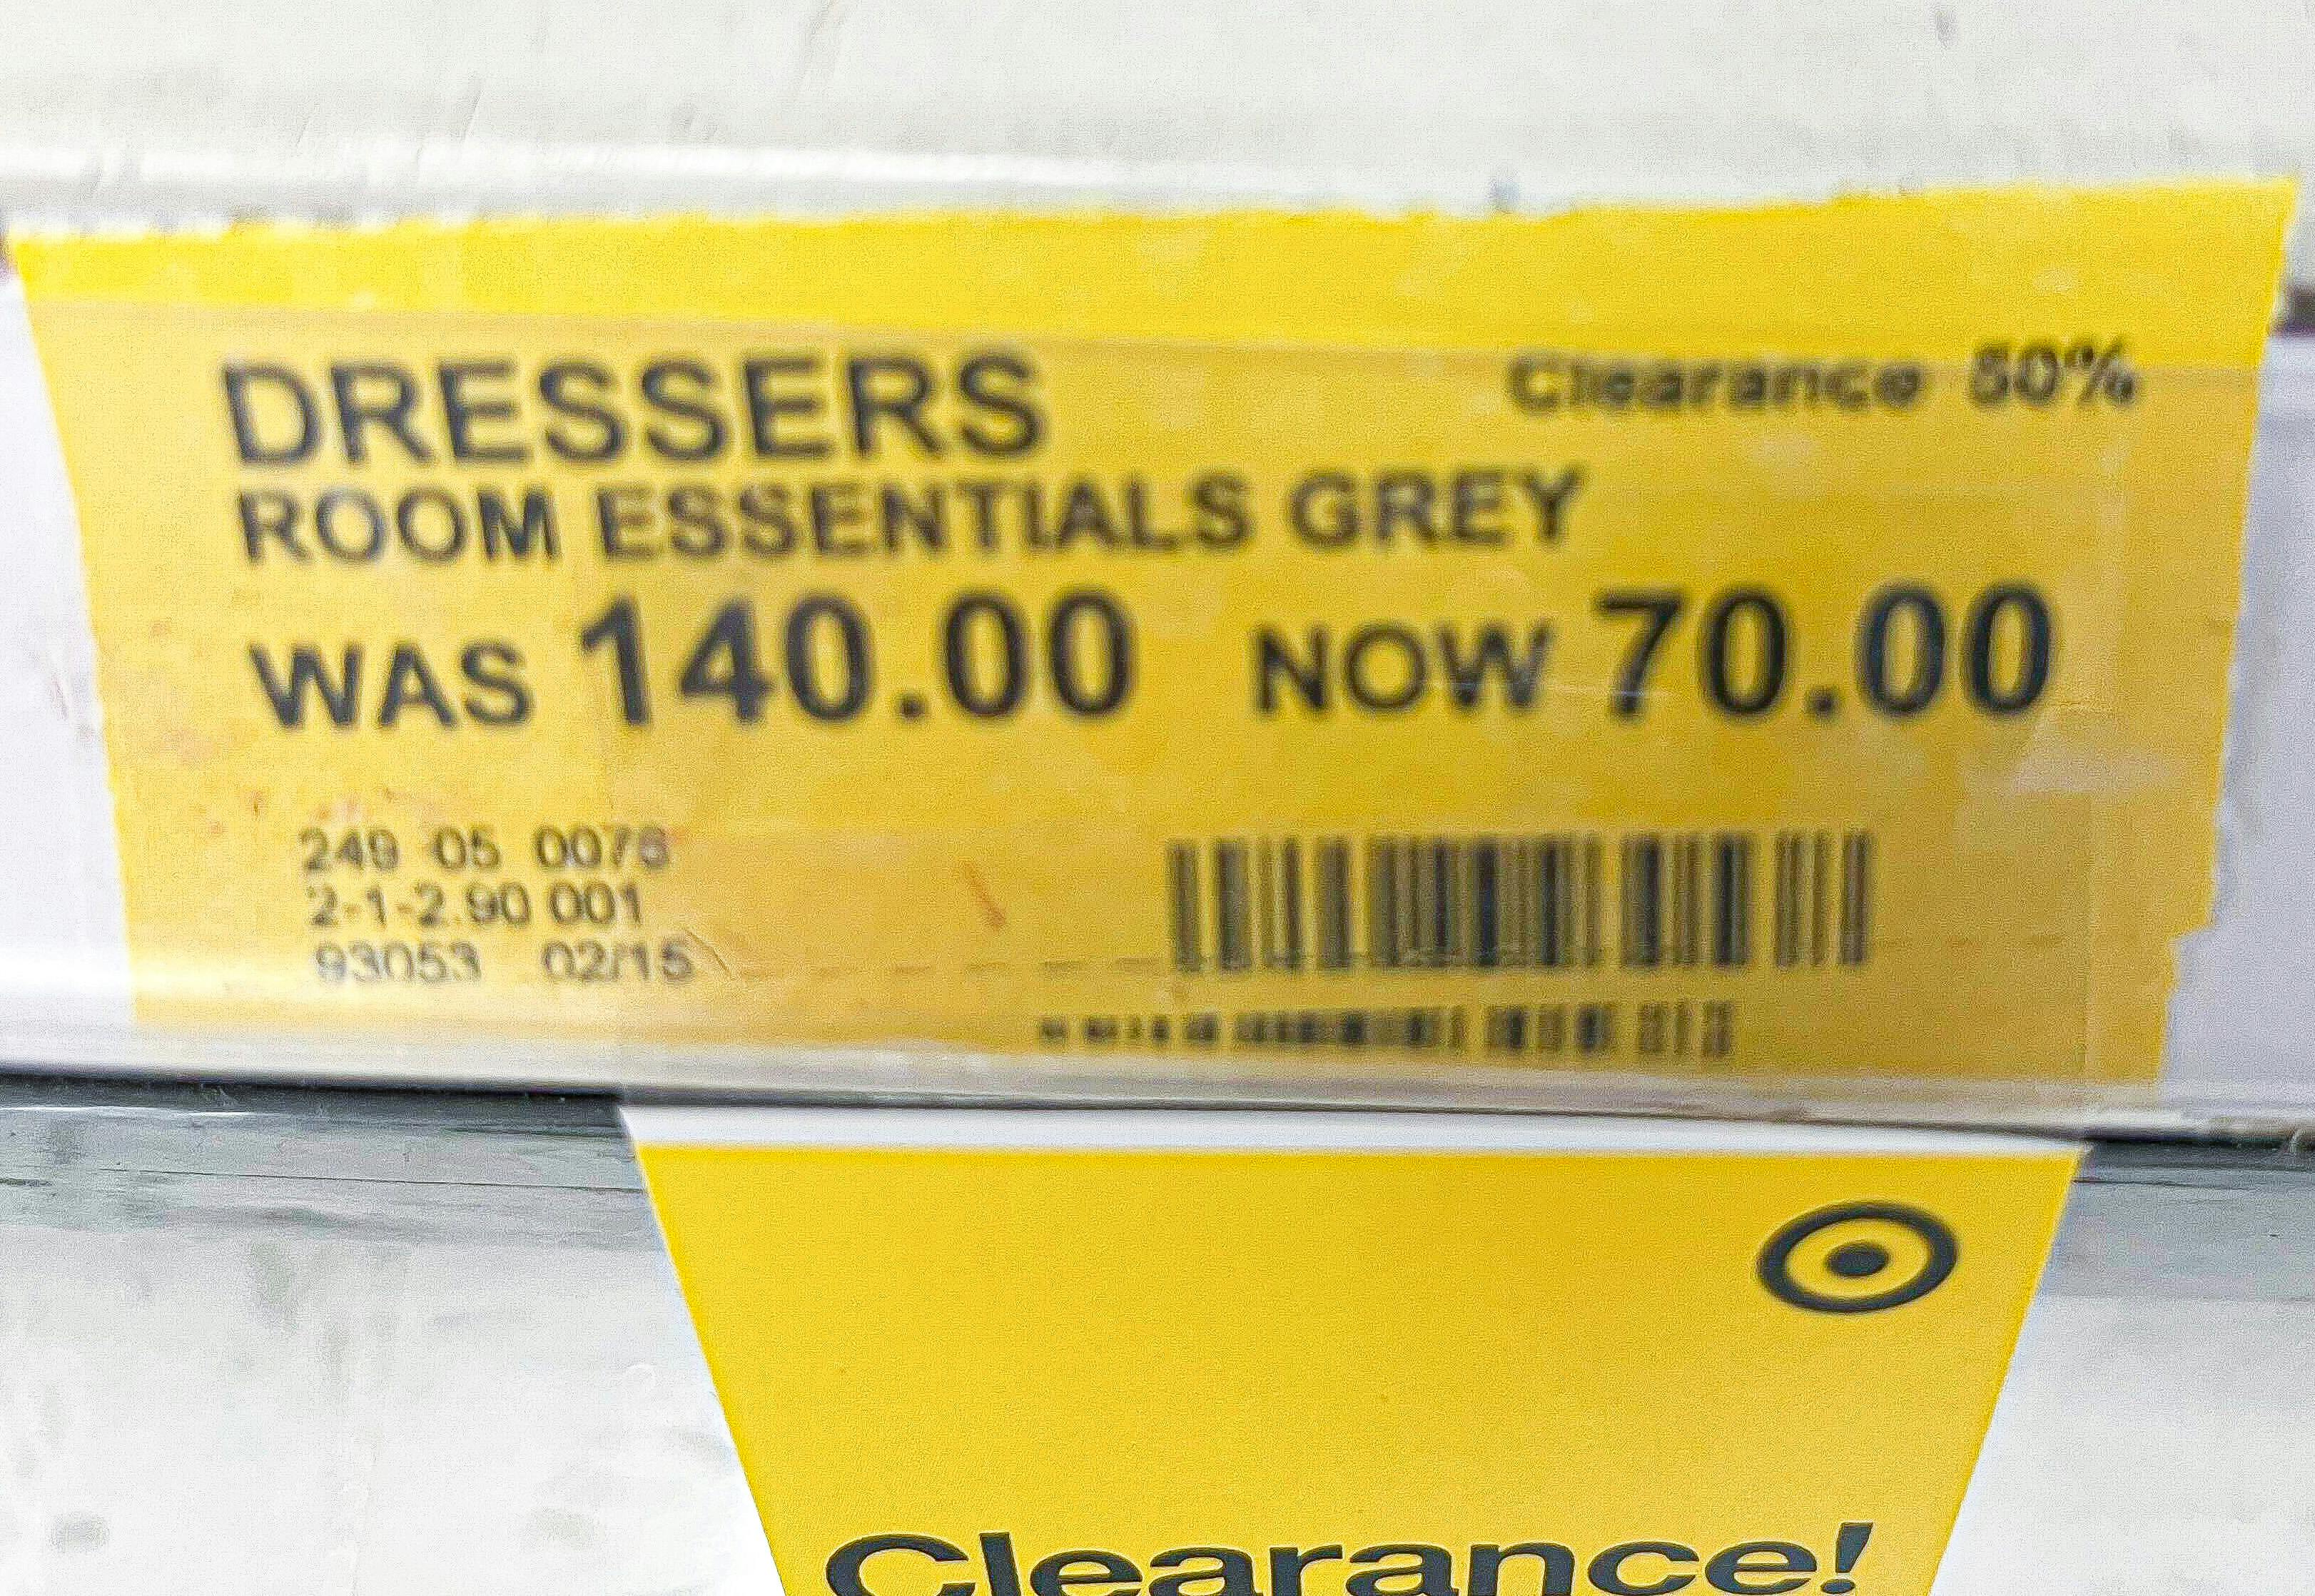 DRESSERS
Clearance 50%
ROOM ESSENTIALS GREY
WAS 140.00 NOW 70.00
249 05 0076
2-1-2.90 001
93053 02/15
Clearance!